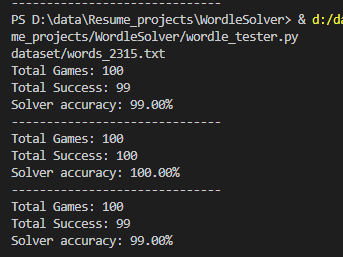 -------------------------------
PS D:\data\Resume_projects\WordleSolver> & d:/da
me_projects/WordleSolver/wordle_tester.py
dataset/words_2315.txt
Total Games: 100
Total Success: 99
Solver accuracy: 99.00%
-------------------------------
Total Games: 100
Total Success: 100
Solver accuracy: 100.00%
-------------------------------
Total Games: 100
Total Success: 99
Solver accuracy: 99.00%